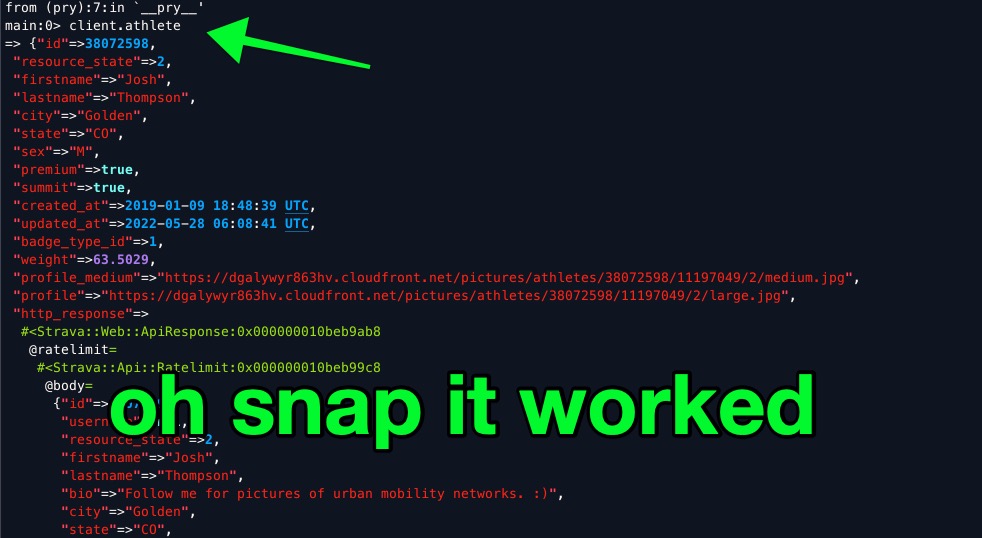 from (pry):7:in `__pry__'
main:0> client.athlete
=> {"id"=>38072598,
"resource_state"=>2,
"firstname"=>"Josh",
"lastname"=>"Thompson",
"city"=>"Golden",
"state"=>"CO",
"sex"=>"M",
"premium"=>true,
"summit"=>true,
"created_at"=>2019-01-09 18:48:39 UTC,
"updated_at"=>2022-05-28 06:08:41 UTC,
"badge_type_id"=>1,
"weight"=>63.5029,
"profile_medium"=>"https://dgalywyr863hv.cloudfront.net/pictures/athletes/38072598/11197049/2/medium.jpg",
"profile"=>"https://dgalywyr863hv.cloudfront.net/pictures/athletes/38072598/11197049/2/large.jpg",
"http_response"=>
#<Strava::Web::ApiResponse:0x000000010beb9ab8
@ratelimit=
#<Strava::Api::Ratelimit:0x000000010beb99c8
@body=
{"id"=>
oh snap it worked
"resource_state"=>2,
"firstname"=>"Josh",
"lastname"=>"Thompson",
"bio"=>"Follow me for pictures of urban mobility networks. :)",
"city"=>"Golden",
"state"=>"CO",